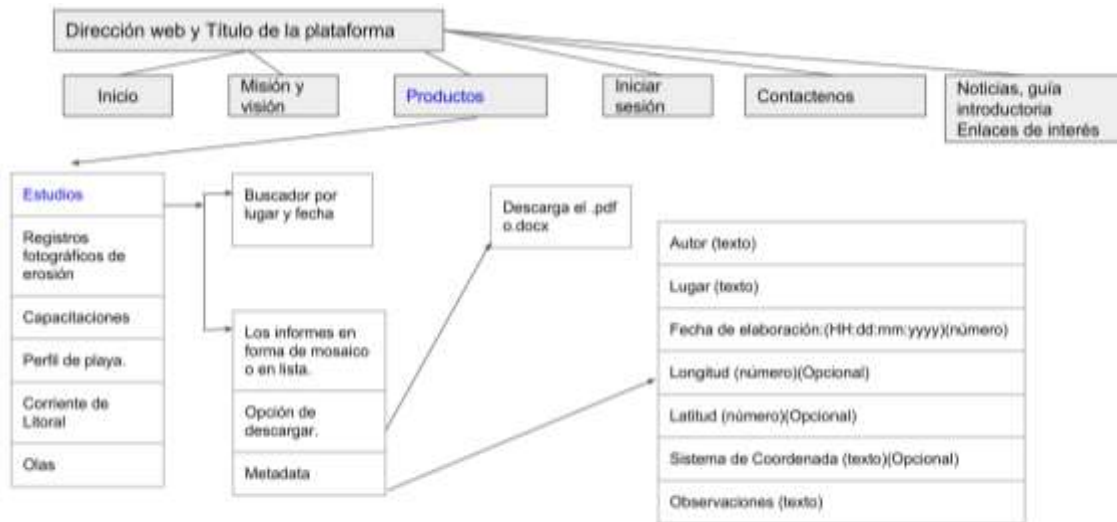 Dirección web y Título de la plataforma
Inicio
Misión y
visión
Productos
Iniciar
sesión
Contactenos
Noticias, guía
introductoria
Enlaces de interés
Estudios
Registros
fotográficos de
erosión
Capacitaciones
Perfil de playa.
Corriente de
Litoral
Olas
Buscador por
lugar y fecha
Los informes en
forma de mosaico
o en lista.
Opción de
descargar.
Metadata
Descarga el .pdf
o.docx
Autor (texto)
Lugar (texto)
Fecha de elaboración:(HH:dd:mm:yyyy)(número)
Longitud (número)(Opcional)
Latitud (número)(Opcional)
Sistema de Coordenada (texto)(Opcional)
Observaciones (texto)